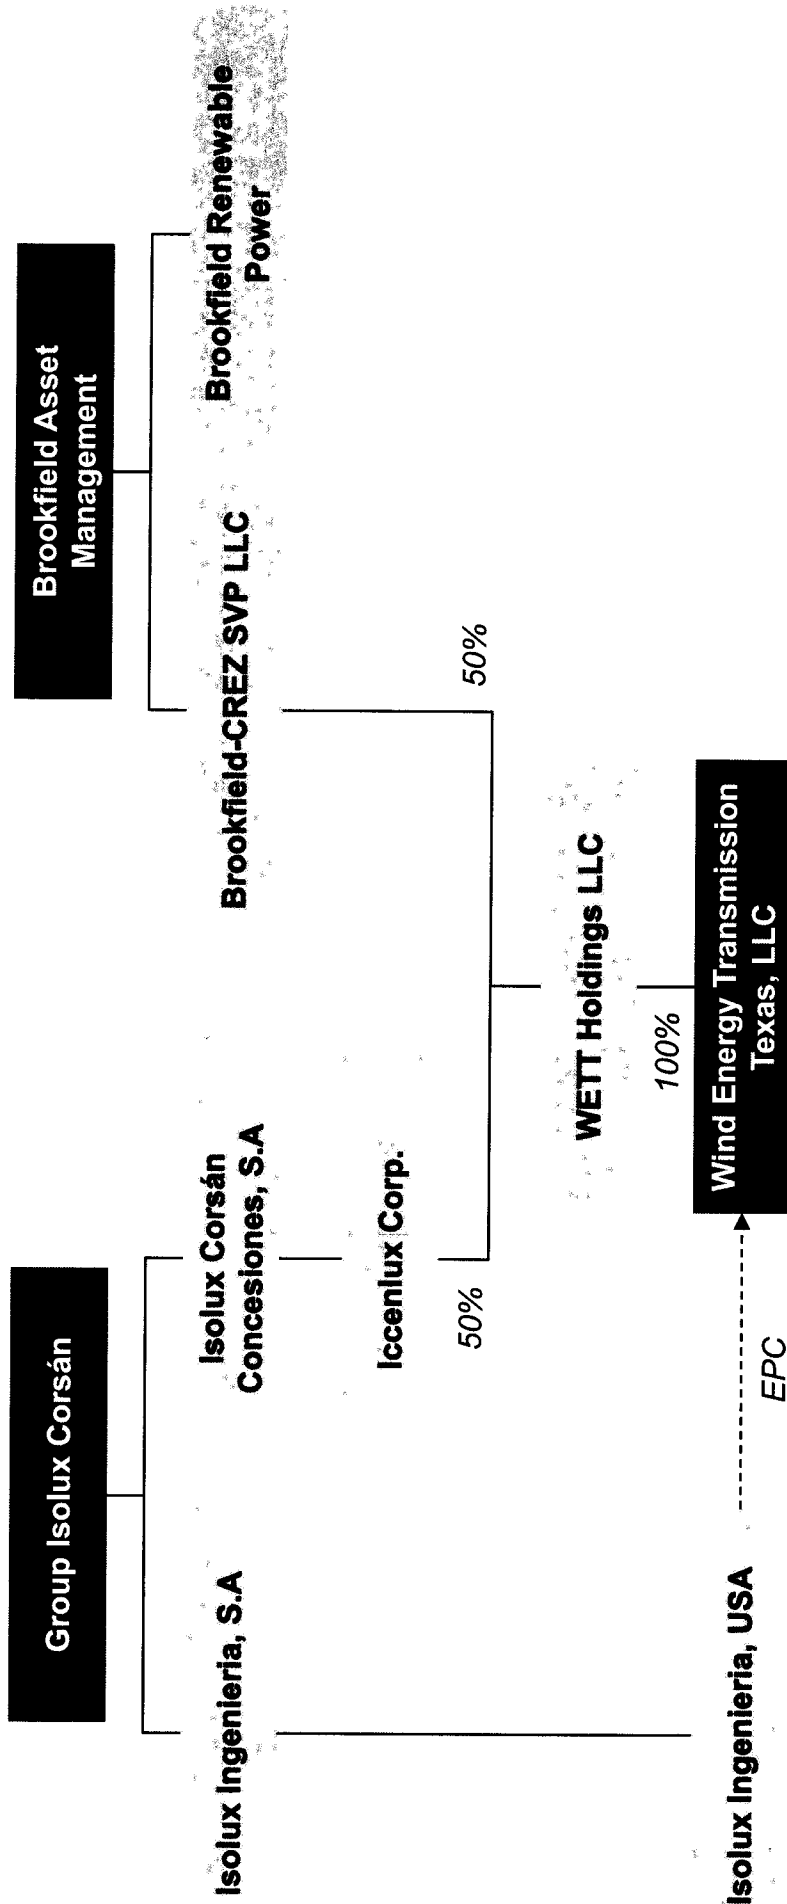 Group Isolux Corsán
Brookfield Asset
Management
Isolux Ingenieria, S.A
Isolux Corsán
Concesiones, S.A
Brookfield-CREZ SVP LLC
Brookfield Renewable
Power
Iccenlux Corp.
50%
50%
WETT Holdings LLC
100%
Isolux Ingenieria, USA
EPC
Wind Energy Transmission
Texas, LLC